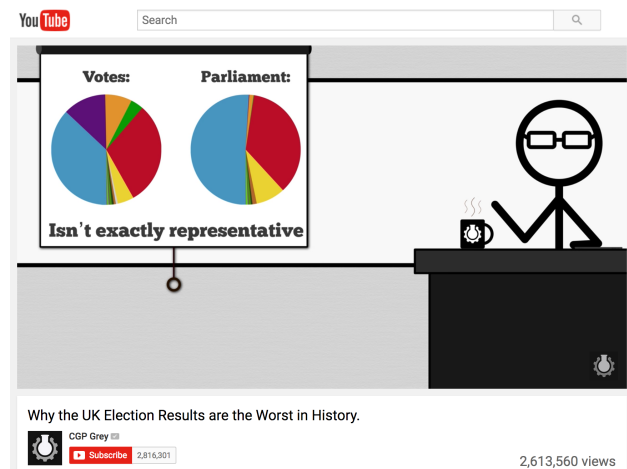 YouTube
Search
Votes:
Parliament:
Isn't exactly representative
Why the UK Election Results are the Worst in History.
CGP Grey
Subscribe
2,816,301
2,613,560 views